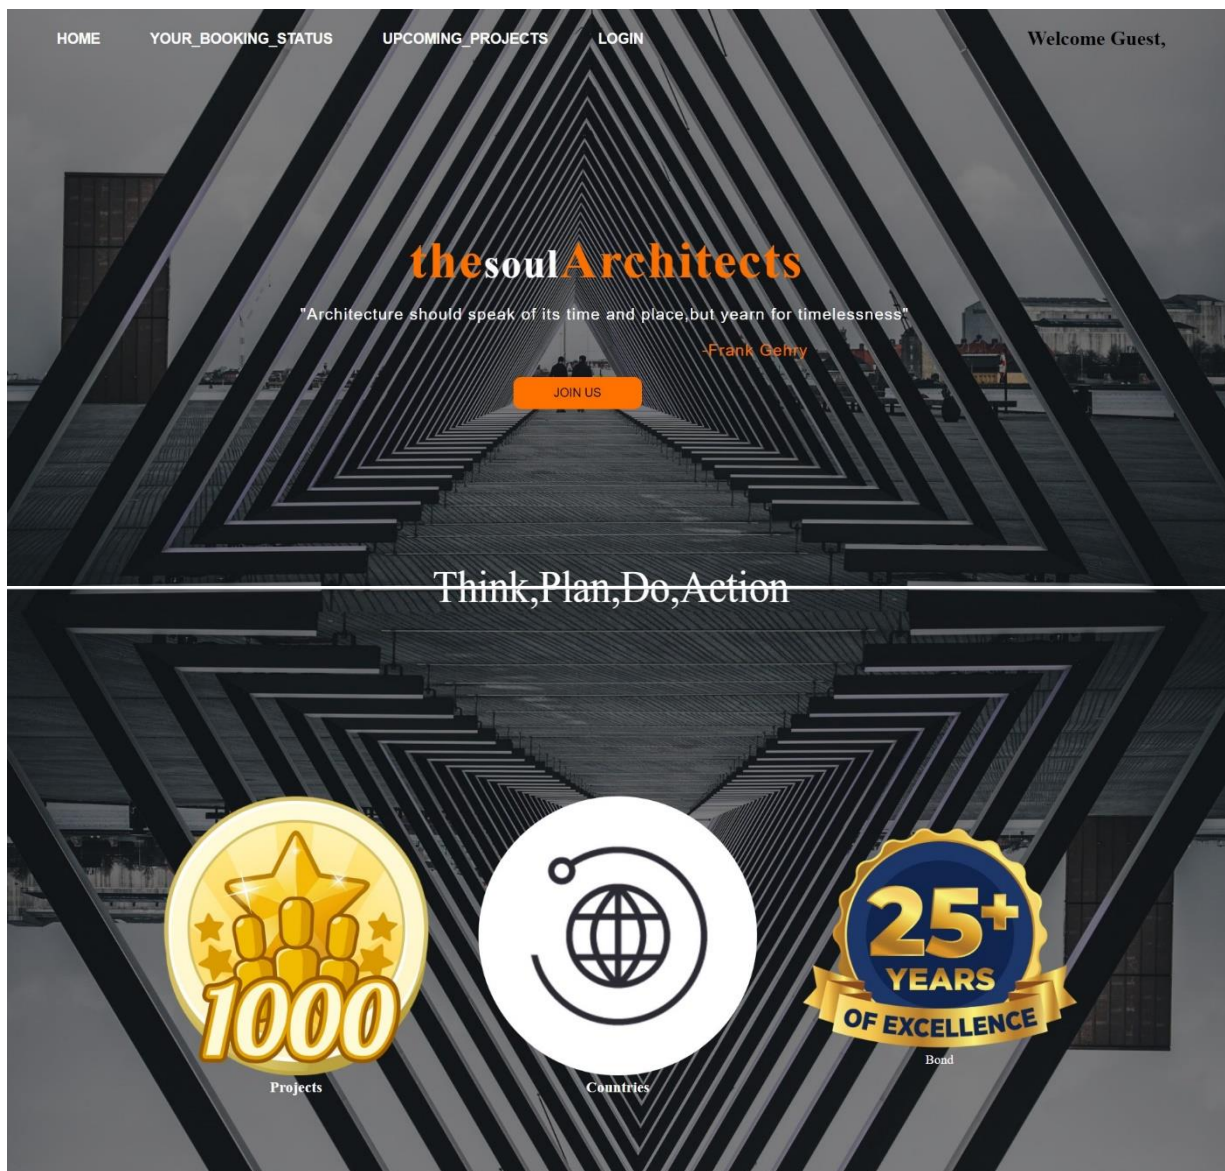 HOME YOUR_BOOKING_STATUS UPCOMING_PROJECTS LOGIN Welcome Guest,
thesoulArchitects
"Architecture should speak of its time and place,but yearn for timelessness"
-Frank Gehry
JOIN US
Think,Plan,Do,Action
1000
25+
YEARS
OF EXCELLENCE
Bond
Projects Countries